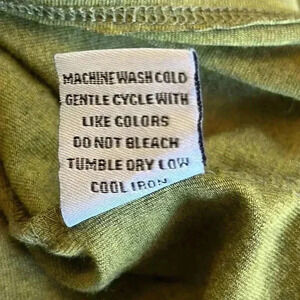 MACHINE WASH COLD
GENTLE CYCLE WITH
LIKE COLORS
DO NOT BLEACH
TUMBLE DRY LOW
COOL IRON